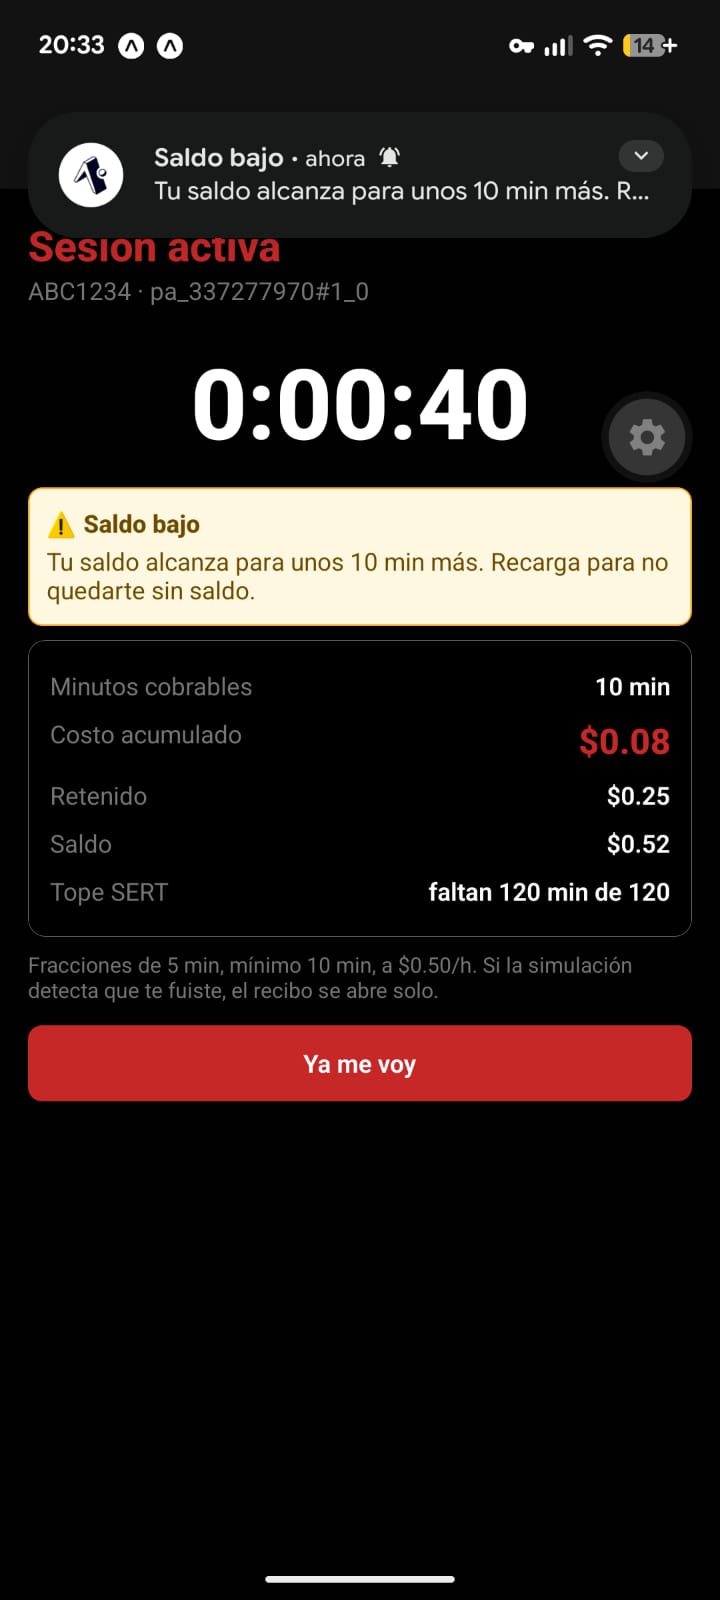 20:33
14
Saldo bajo · ahora
Tu saldo alcanza para unos 10 min más. R...
Sesión activa
ABC1234 · pa_337277970#1_0
0:00:40
Saldo bajo
Tu saldo alcanza para unos 10 min más. Recarga para no
quedarte sin saldo.
Minutos cobrables 10 min
Costo acumulado $0.08
Retenido $0.25
Saldo $0.52
Tope SERT faltan 120 min de 120
Fracciones de 5 min, mínimo 10 min, a $0.50/h. Si la simulación
detecta que te fuiste, el recibo se abre solo.
Ya me voy